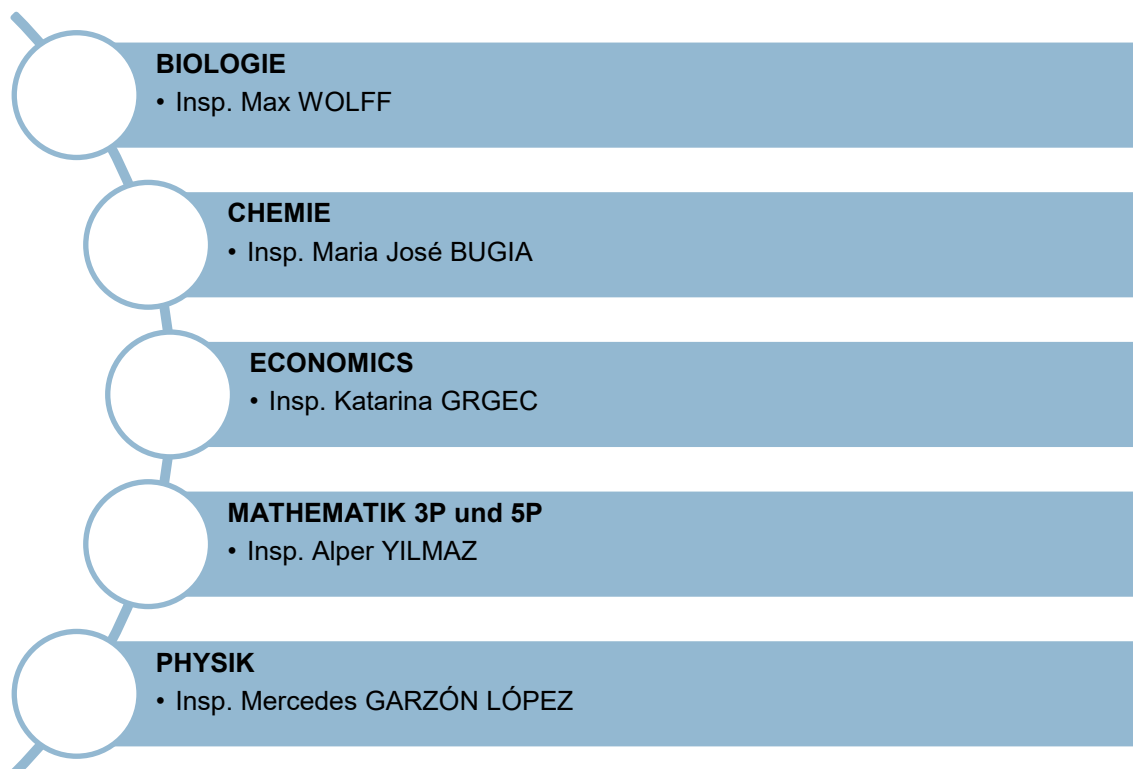 BIOLOGIE
• Insp. Max WOLFF
CHEMIE
• Insp. Maria José BUGIA
ECONOMICS
• Insp. Katarina GRGEC
MATHEMATIK 3P und 5P
• Insp. Alper YILMAZ
PHYSIK
• Insp. Mercedes GARZÓN LÓPEZ